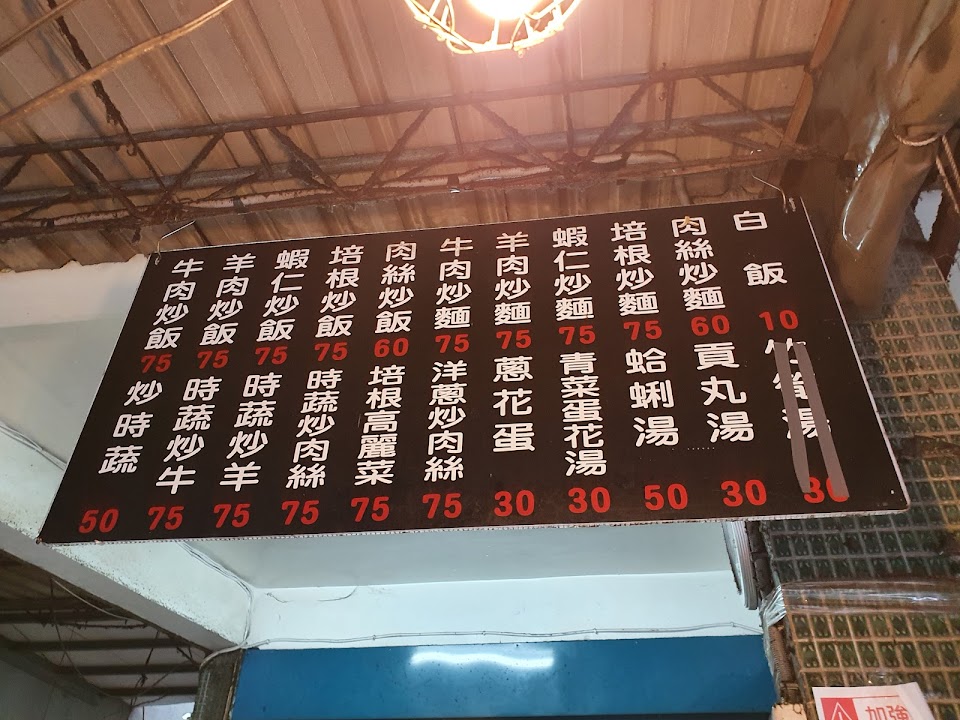 牛肉炒飯 75
羊肉炒飯 75
蝦仁炒飯 75
培根炒飯 75
肉絲炒飯 60
牛肉炒麵 75
羊肉炒麵 75
蝦仁炒麵 75
培根炒麵 75
肉絲炒麵 60
白飯 10
炒時蔬 50
時蔬炒牛 75
時蔬炒羊 75
時蔬炒肉絲 75
培根高麗菜 75
洋蔥炒肉絲 75
蔥花蛋 30
青菜蛋花湯 30
蛤蜊湯 50
貢丸湯 30
湯 30
加強